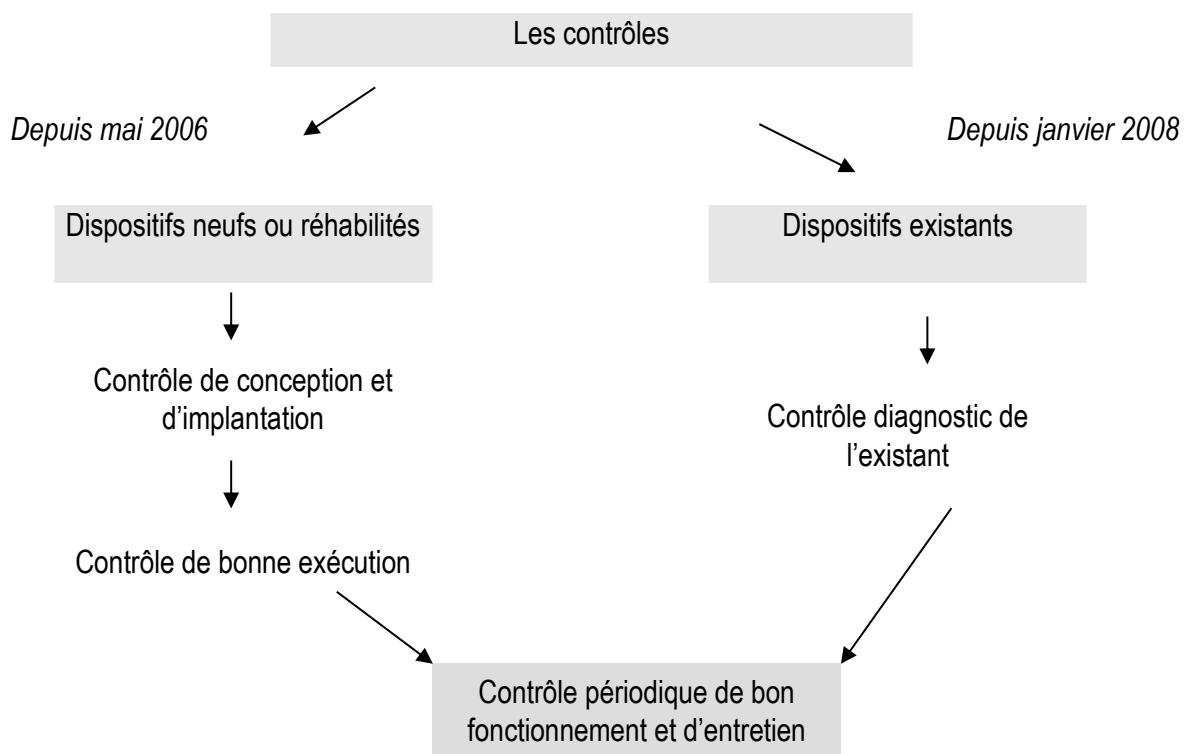 Les contrôles
Depuis mai 2006
Depuis janvier 2008
Dispositifs neufs ou réhabilités
Dispositifs existants
Contrôle de conception et
d’implantation
Contrôle diagnostic de
l’existant
Contrôle de bonne exécution
Contrôle périodique de bon
fonctionnement et d’entretien